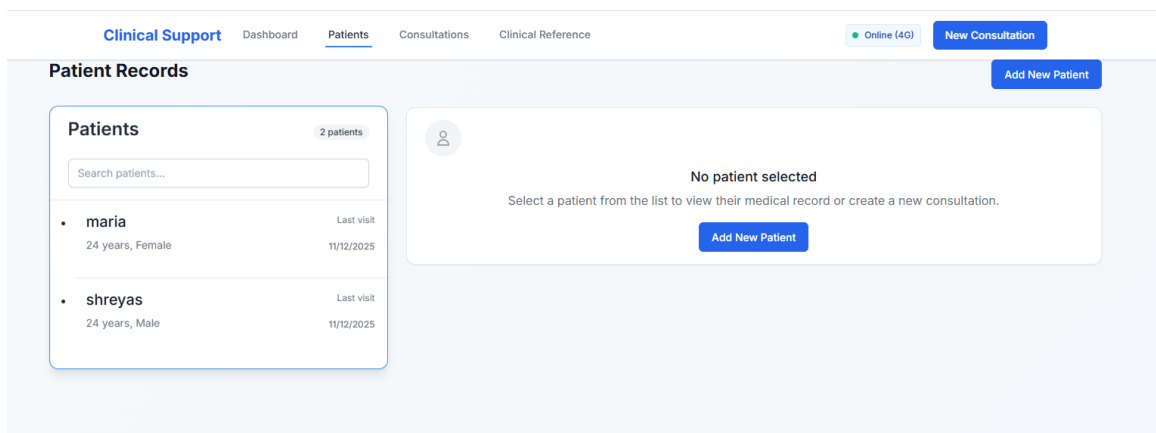 Clinical Support Dashboard Patients Consultations Clinical Reference Online (4G) New Consultation
Patient Records Add New Patient
Patients 2 patients
Search patients...
maria Last visit
24 years, Female 11/12/2025
shreyas Last visit
24 years, Male 11/12/2025
No patient selected
Select a patient from the list to view their medical record or create a new consultation.
Add New Patient